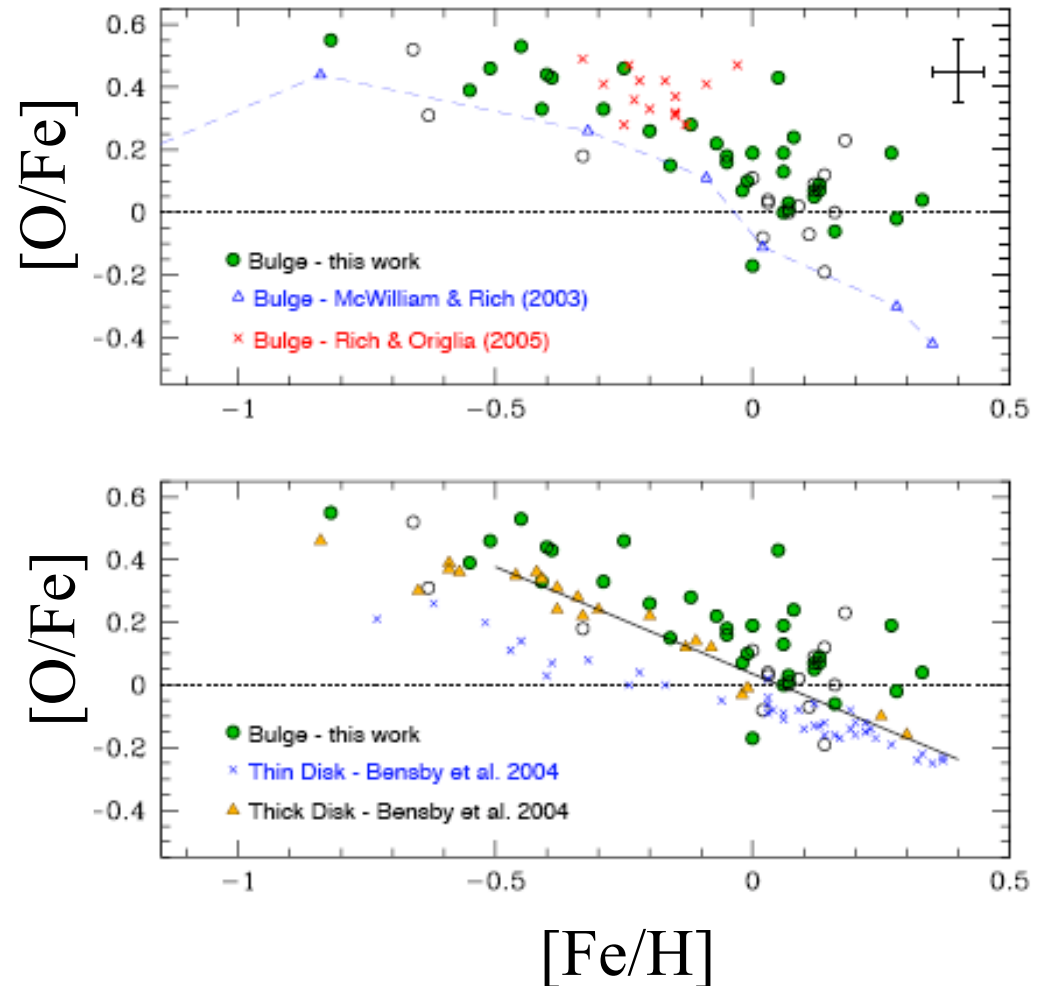 [O/Fe]
0.6
0.4
0.2
0
-0.2
-0.4
Bulge - this work
Bulge - McWilliam & Rich (2003)
Bulge - Rich & Origlia (2005)
-1
-0.5
0
0.5
[O/Fe]
0.6
0.4
0.2
0
-0.2
-0.4
Bulge - this work
Thin Disk - Bensby et al. 2004
Thick Disk - Bensby et al. 2004
-1
-0.5
0
0.5
[Fe/H]